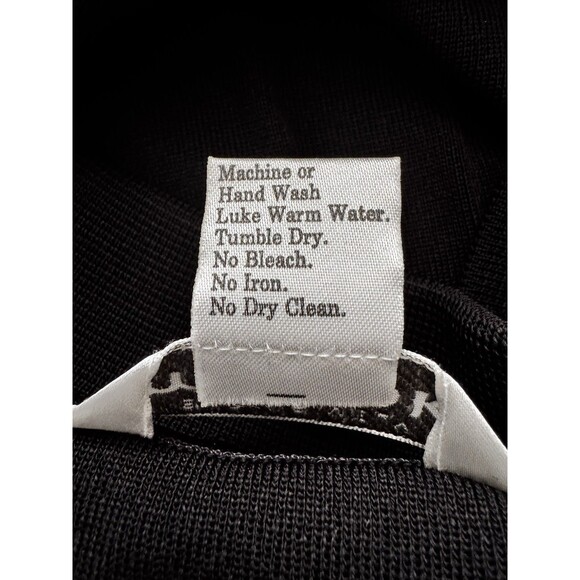 Machine or
Hand Wash
Luke Warm Water.
Tumble Dry.
No Bleach.
No Iron.
No Dry Clean.